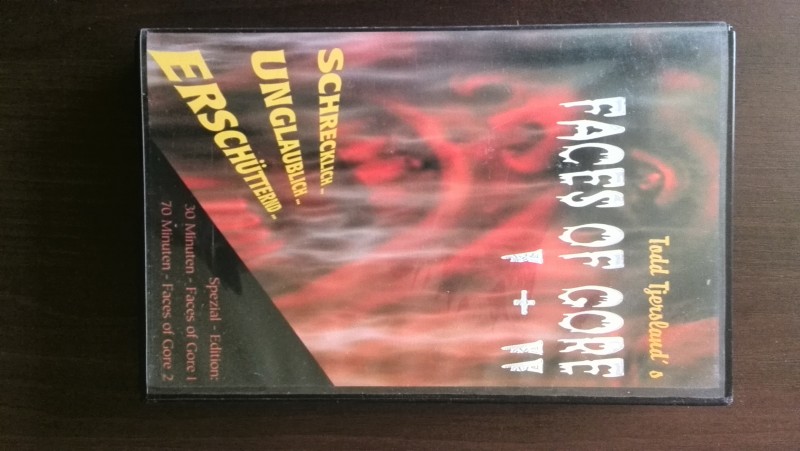 Todd Tjersland's
FACES OF GORE
I + II
SCHRECKLICH -
UNGLAUBLICH -
ERSCHÜTTERND -
Spezial - Edition:
30 Minuten - Faces of Gore 1
70 Minuten - Faces of Gore 2